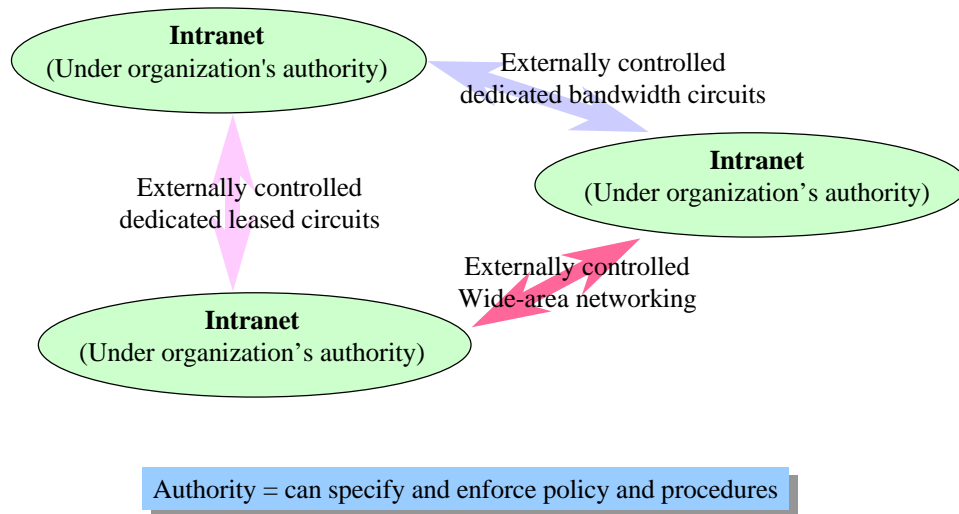 Intranet
(Under organization's authority)
Externally controlled
dedicated bandwidth circuits
Intranet
(Under organization’s authority)
Externally controlled
dedicated leased circuits
Externally controlled
Wide-area networking
Intranet
(Under organization’s authority)
Authority = can specify and enforce policy and procedures